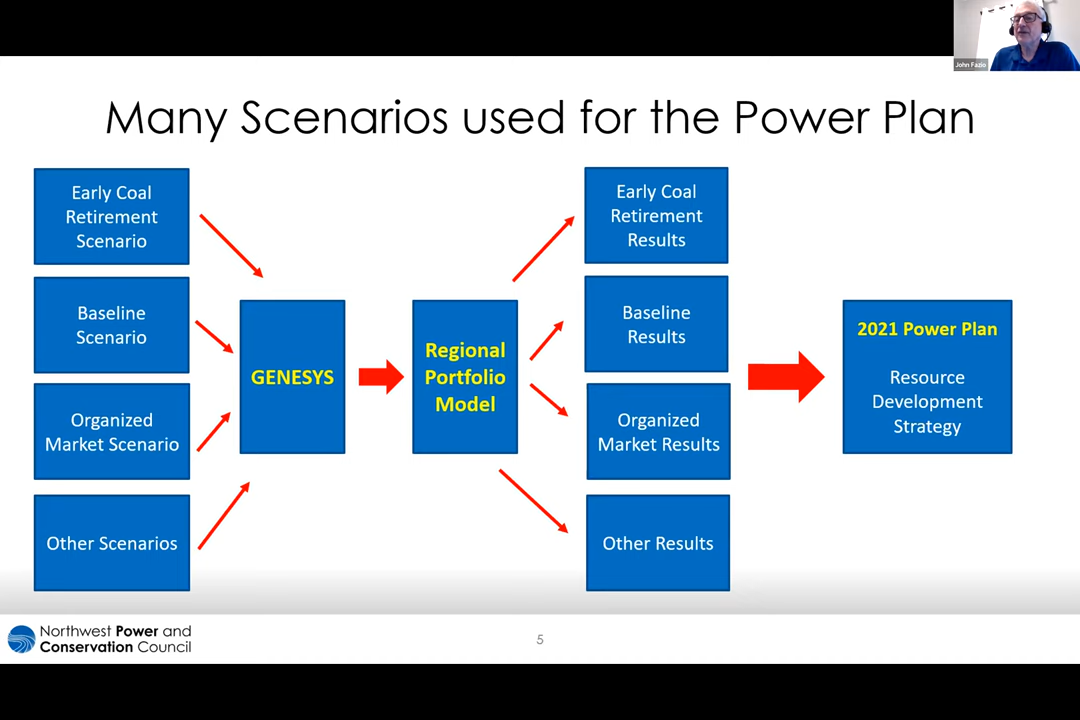 John Fazio
Many Scenarios used for the Power Plan
Early Coal
Retirement
Scenario
Baseline
Scenario
Organized
Market Scenario
Other Scenarios
GENESYS
Regional
Portfolio
Model
Early Coal
Retirement
Results
Baseline
Results
Organized
Market Results
Other Results
2021 Power Plan
Resource
Development
Strategy
Northwest Power and
Conservation Council
5